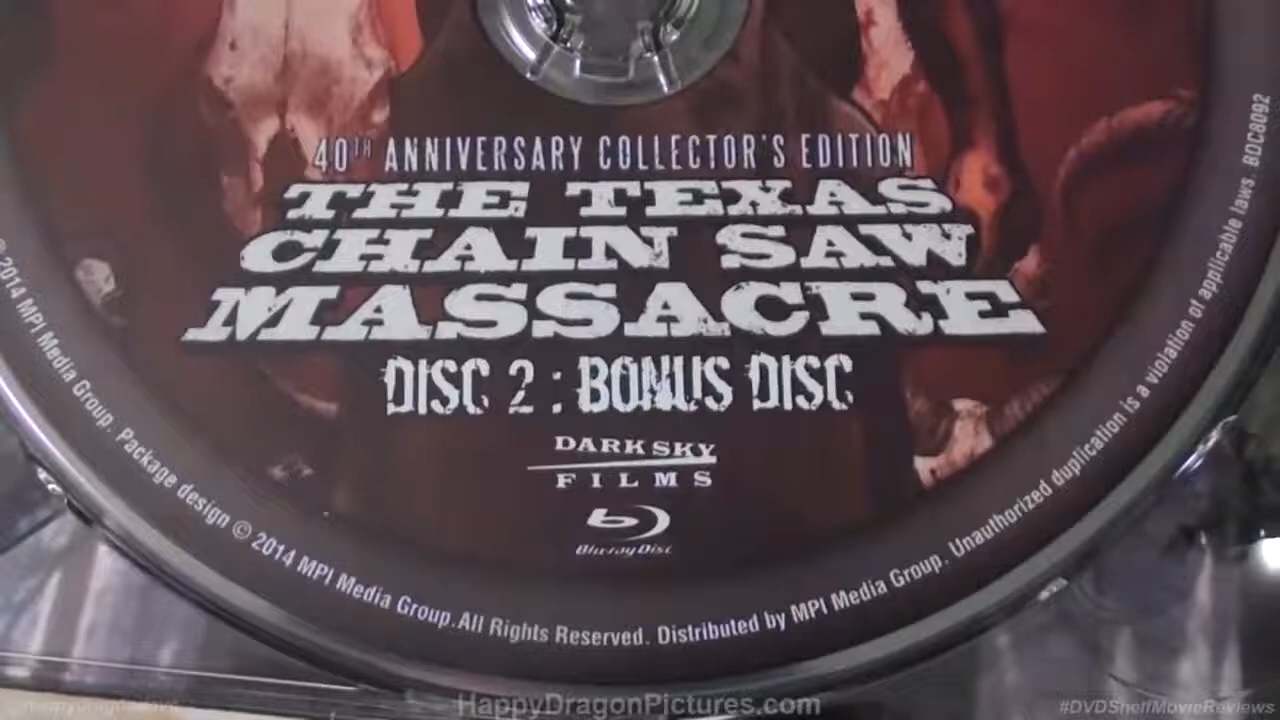 40TH ANNIVERSARY COLLECTOR'S EDITION
THE TEXAS
CHAIN SAW
MASSACRE
DISC 2 : BONUS DISC
DARK SKY
FILMS
Blu-ray Disc
2014 MPI Media Group. Package design © 2014 MPI Media Group. All Rights Reserved. Distributed by MPI Media Group. Unauthorized duplication is a violation of applicable laws. BDC8092
HappyDragonPictures.com
#DVDShelfMovieReviews